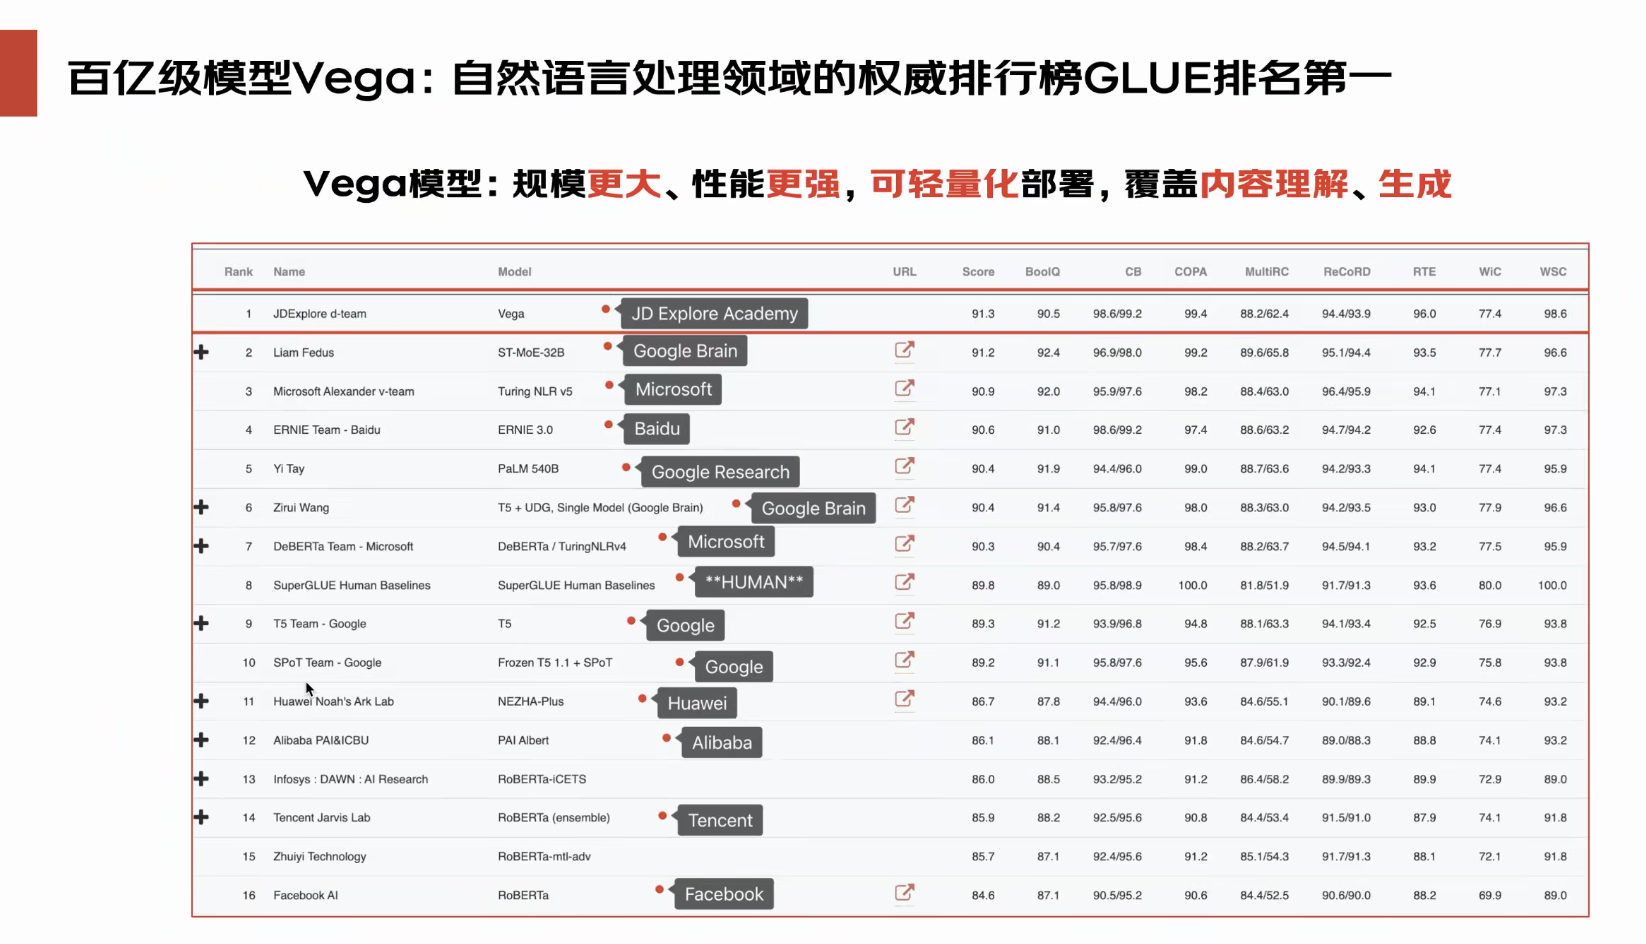 百亿级模型Vega：自然语言处理领域的权威排行榜GLUE排名第一
Vega模型：规模更大、性能更强，可轻量化部署，覆盖内容理解、生成
Rank Name Model URL Score BoolQ CB COPA MultiRC ReCoRD RTE WiC WSC
1 JDExplore d-team Vega JD Explore Academy 91.3 90.5 98.6/99.2 99.4 88.2/62.4 94.4/93.9 96.0 77.4 98.6
2 Liam Fedus ST-MoE-32B Google Brain 91.2 92.4 96.9/98.0 99.2 89.6/65.8 95.1/94.4 93.5 77.7 96.6
3 Microsoft Alexander v-team Turing NLR v5 Microsoft 90.9 92.0 95.9/97.6 98.2 88.4/63.0 96.4/95.9 94.1 77.1 97.3
4 ERNIE Team - Baidu ERNIE 3.0 Baidu 90.6 91.0 98.6/99.2 97.4 88.6/63.2 94.7/94.2 92.6 77.4 97.3
5 Yi Tay PaLM 540B Google Research 90.4 91.9 94.4/96.0 99.0 88.7/63.6 94.2/93.3 94.1 77.4 95.9
6 Zirui Wang T5 + UDG, Single Model (Google Brain) Google Brain 90.4 91.4 95.8/97.6 98.0 88.3/63.0 94.2/93.5 93.0 77.9 96.6
7 DeBERTa Team - Microsoft DeBERTa / TuringNLRv4 Microsoft 90.3 90.4 95.7/97.6 98.4 88.2/63.7 94.5/94.1 93.2 77.5 95.9
8 SuperGLUE Human Baselines SuperGLUE Human Baselines **HUMAN** 89.8 89.0 95.8/98.9 100.0 81.8/51.9 91.7/91.3 93.6 80.0 100.0
9 T5 Team - Google T5 Google 89.3 91.2 93.9/96.8 94.8 88.1/63.3 94.1/93.4 92.5 76.9 93.8
10 SPoT Team - Google Frozen T5 1.1 + SPoT Google 89.2 91.1 95.8/97.6 95.6 87.9/61.9 93.3/92.4 92.9 75.8 93.8
11 Huawei Noah's Ark Lab NEZHA-Plus Huawei 86.7 87.8 94.4/96.0 93.6 84.6/55.1 90.1/89.6 89.1 74.6 93.2
12 Alibaba PAI&ICBU PAI Albert Alibaba 86.1 88.1 92.4/96.4 91.8 84.6/54.7 89.0/88.3 88.8 74.1 93.2
13 Infosys : DAWN : AI Research RoBERTa-iCETS 86.0 88.5 93.2/95.2 91.2 86.4/58.2 89.9/89.3 89.9 72.9 89.0
14 Tencent Jarvis Lab RoBERTa (ensemble) Tencent 85.9 88.2 92.5/95.6 90.8 84.4/53.4 91.5/91.0 87.9 74.1 91.8
15 Zhuiyi Technology RoBERTa-mtl-adv 85.7 87.1 92.4/95.6 91.2 85.1/54.3 91.7/91.3 88.1 72.1 91.8
16 Facebook AI RoBERTa Facebook 84.6 87.1 90.5/95.2 90.6 84.4/52.5 90.6/90.0 88.2 69.9 89.0